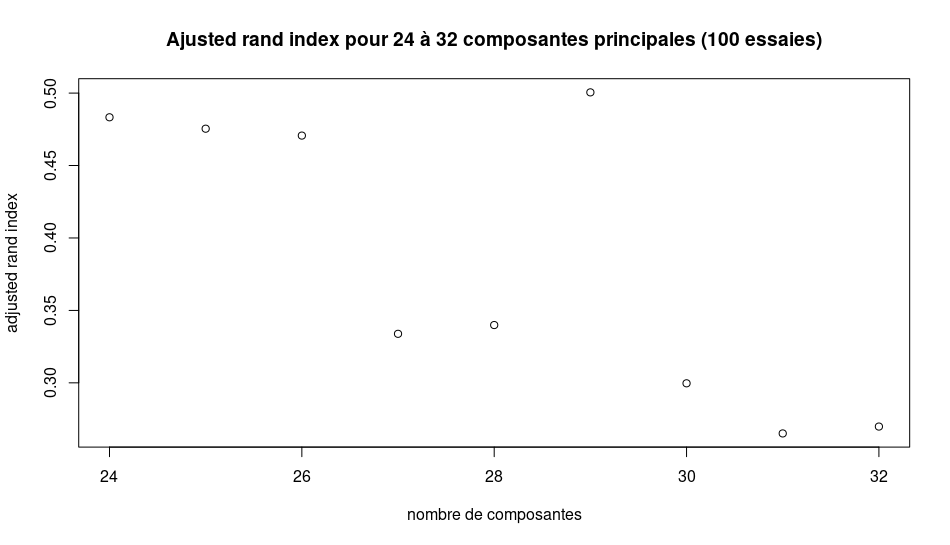 Ajusted rand index pour 24 à 32 composantes principales (100 essaies)
adjusted rand index
0.50
0.45
0.40
0.35
0.30
24 26 28 30 32
nombre de composantes